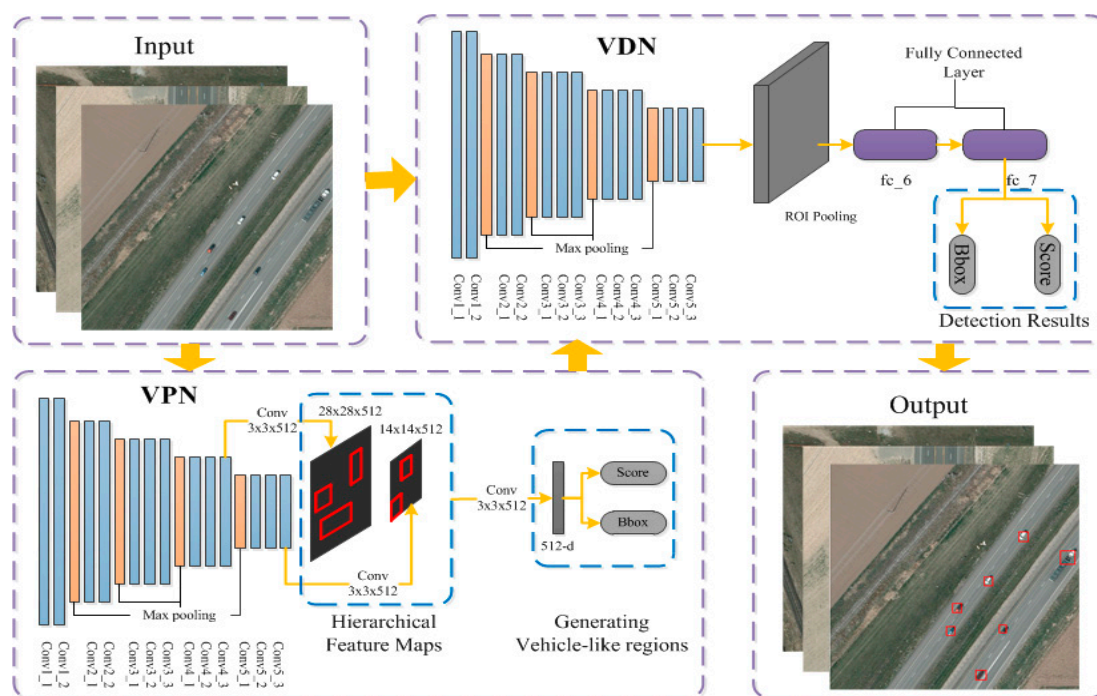 Input
VDN
Fully Connected
Layer
fc_6
fc_7
ROI Pooling
Max pooling
Bbox
Score
Conv1_1
Conv1_2
Conv2_1
Conv2_2
Conv3_1
Conv3_2
Conv3_3
Conv4_1
Conv4_2
Conv4_3
Conv5_1
Conv5_2
Conv5_3
Detection Results
VPN
Conv
3x3x512
28x28x512
14x14x512
Conv
3x3x512
Conv
3x3x512
512-d
Score
Bbox
Max pooling
Hierarchical
Feature Maps
Generating
Vehicle-like regions
Conv1_1
Conv1_2
Conv2_1
Conv2_2
Conv3_1
Conv3_2
Conv3_3
Conv4_1
Conv4_2
Conv4_3
Conv5_1
Conv5_2
Conv5_3
Output